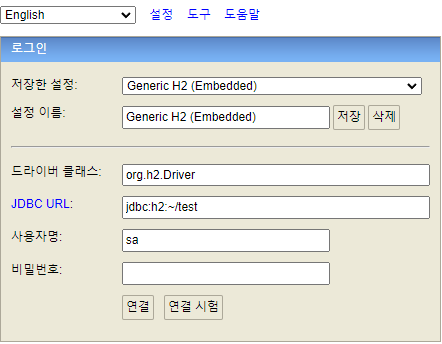 English 설정 도구 도움말
로그인
저장한 설정: Generic H2 (Embedded)
설정 이름: Generic H2 (Embedded) 저장 삭제
드라이버 클래스: org.h2.Driver
JDBC URL: jdbc:h2:~/test
사용자명: sa
비밀번호:
연결 연결 시험